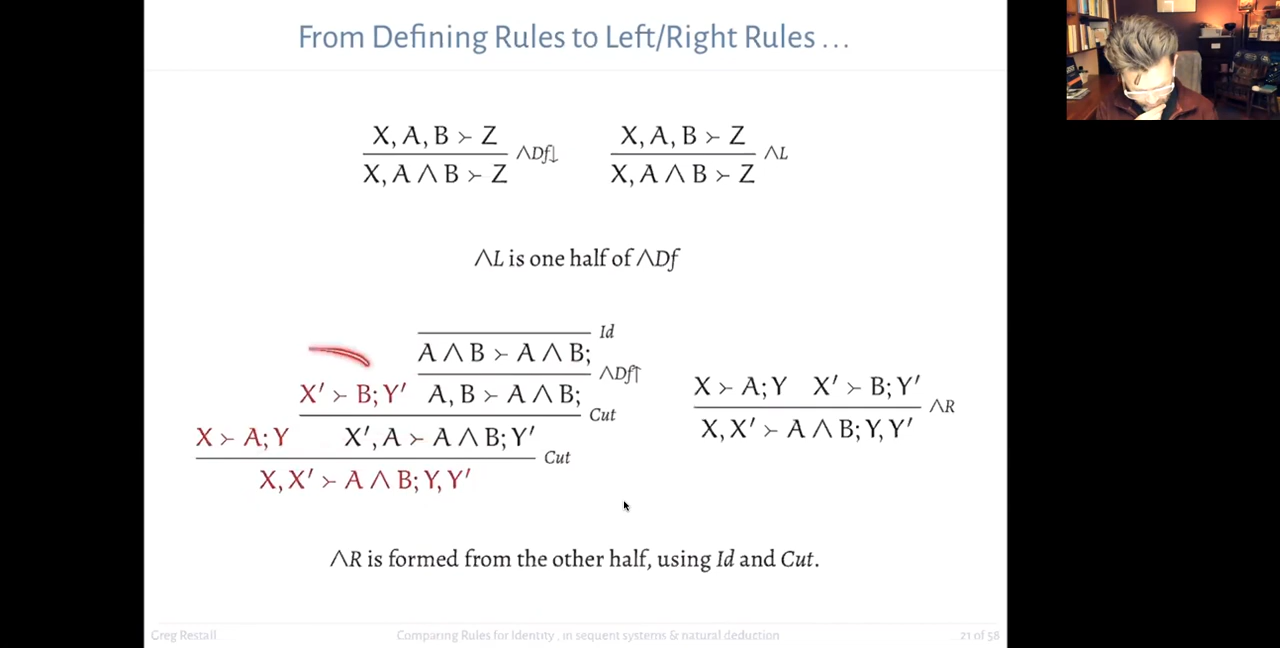 From Defining Rules to Left/Right Rules …
X, A, B ≻ Z
∧Df↓
X, A ∧ B ≻ Z
X, A, B ≻ Z
∧L
X, A ∧ B ≻ Z
∧L is one half of ∧Df
Id
A ∧ B ≻ A ∧ B;
∧Df↑
X′ ≻ B; Y′ A, B ≻ A ∧ B;
Cut
X ≻ A; Y X′, A ≻ A ∧ B; Y′
Cut
X, X′ ≻ A ∧ B; Y, Y′
X ≻ A; Y X′ ≻ B; Y′
∧R
X, X′ ≻ A ∧ B; Y, Y′
∧R is formed from the other half, using Id and Cut.
Greg Restall
Comparing Rules for Identity , in sequent systems & natural deduction
21 of 58